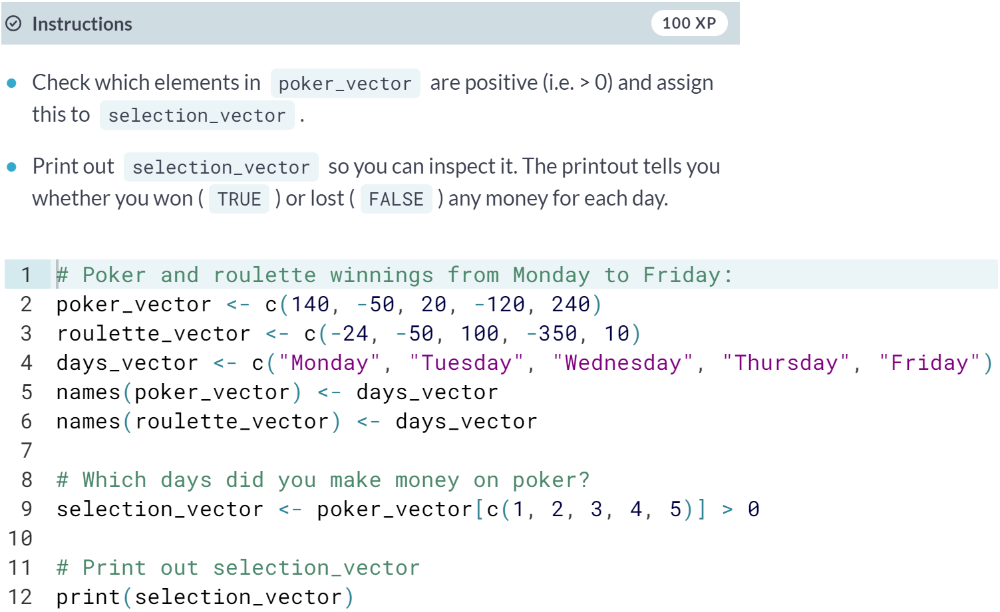 Instructions 100 XP
Check which elements in poker_vector are positive (i.e. > 0) and assign
this to selection_vector .
Print out selection_vector so you can inspect it. The printout tells you
whether you won ( TRUE ) or lost ( FALSE ) any money for each day.
1 # Poker and roulette winnings from Monday to Friday:
2 poker_vector <- c(140, -50, 20, -120, 240)
3 roulette_vector <- c(-24, -50, 100, -350, 10)
4 days_vector <- c("Monday", "Tuesday", "Wednesday", "Thursday", "Friday")
5 names(poker_vector) <- days_vector
6 names(roulette_vector) <- days_vector
7
8 # Which days did you make money on poker?
9 selection_vector <- poker_vector[c(1, 2, 3, 4, 5)] > 0
10
11 # Print out selection_vector
12 print(selection_vector)